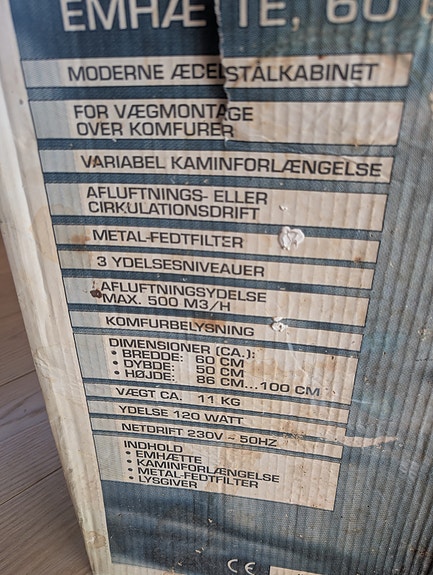 EMHÆTTE, 60
MODERNE ÆDELSTÅLKABINET
FOR VÆGMONTAGE
OVER KOMFURER
VARIABEL KAMINFORLÆNGELSE
AFLUFTNINGS- ELLER
CIRKULATIONSDRIFT
METAL-FEDTFILTER
3 YDELSESNIVEAUER
AFLUFTNINGSYDELSE
MAX. 500 M3/H
KOMFURBELYSNING
DIMENSIONER (CA.):
• BREDDE: 60 CM
• DYBDE: 50 CM
• HØJDE: 86 CM...100 CM
VÆGT CA. 11 KG
YDELSE 120 WATT
NETDRIFT 230V ~ 50HZ
INDHOLD
• EMHÆTTE
• KAMINFORLÆNGELSE
• METAL-FEDTFILTER
• LYSGIVER
CE